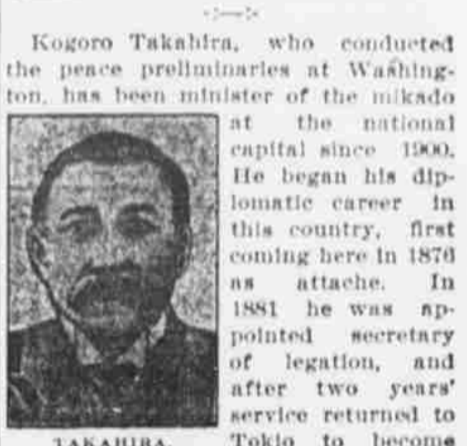 Kogoro Takahira, who conducted
the peace preliminaries at Washing-
ton, has been minister of the mikado
at the national
capital since 1900.
He began his dip-
lomatic career in
this country, first
coming here in 1876
as attache. In
1881 he was ap-
pointed secretary
of legation, and
after two years'
service returned to
TAKAHIRA.
Tokio to become